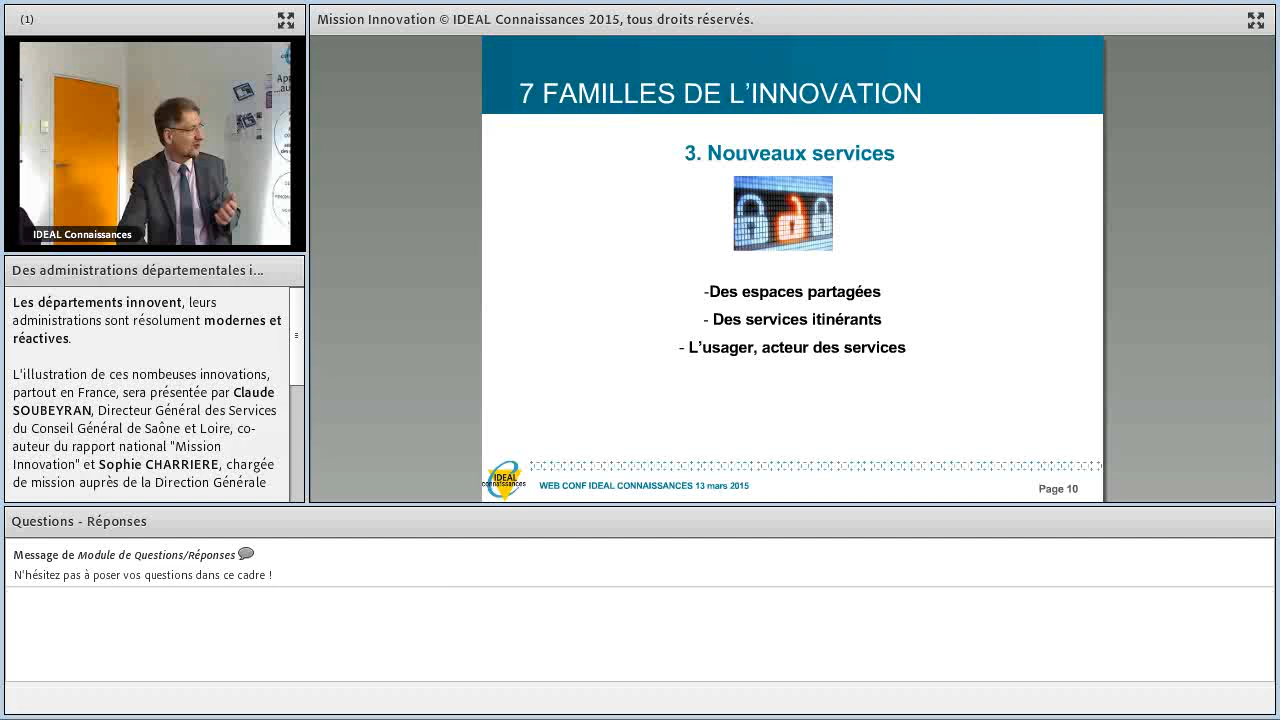 (1)
Mission Innovation © IDEAL Connaissances 2015, tous droits réservés.
IDEAL Connaissances
Des administrations départementales i...
Les départements innovent, leurs
administrations sont résolument modernes et
réactives.
L'illustration de ces nombreuses innovations,
partout en France, sera présentée par Claude
SOUBEYRAN, Directeur Général des Services
du Conseil Général de Saône et Loire, co-
auteur du rapport national "Mission
Innovation" et Sophie CHARRIERE, chargée
de mission auprès de la Direction Générale
7 FAMILLES DE L'INNOVATION
3. Nouveaux services
-Des espaces partagées
- Des services itinérants
- L'usager, acteur des services
IDEAL
connaissances
WEB CONF IDEAL CONNAISSANCES 13 mars 2015
Page 10
Questions - Réponses
Message de Module de Questions/Réponses
N'hésitez pas à poser vos questions dans ce cadre !